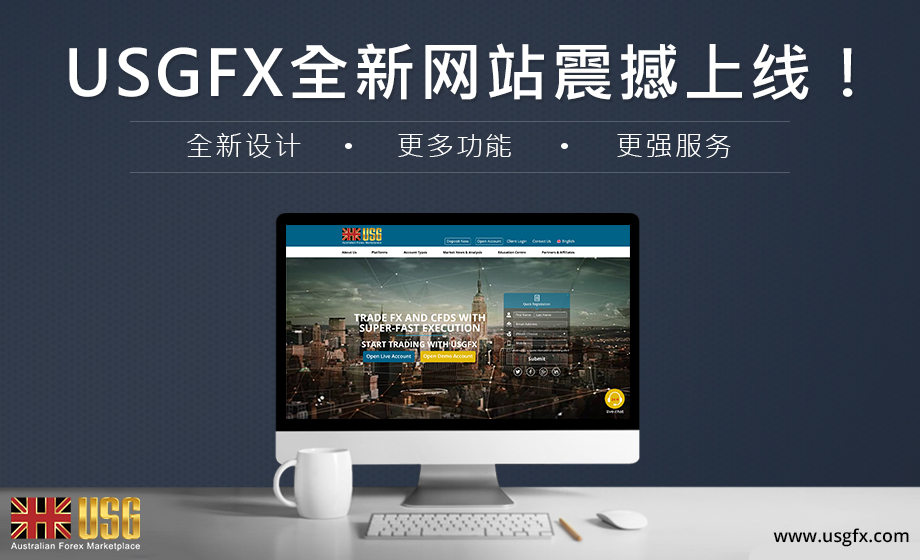 USGFX全新网站震撼上线！
全新设计 • 更多功能 • 更强服务
USG
Australian Forex Marketplace
Deposit Now Open Account Client Login Contact Us English
About Us Platforms Account Types Market News & Analysis Education Centre Partners & Affiliates
Quick Registration
First Name Last Name
Email Address
TRADE FX AND CFDS WITH
SUPER-FAST EXECUTION
START TRADING WITH USGFX
Open Live Account Open Demo Account
Submit
live chat
USG
Australian Forex Marketplace
www.usgfx.com